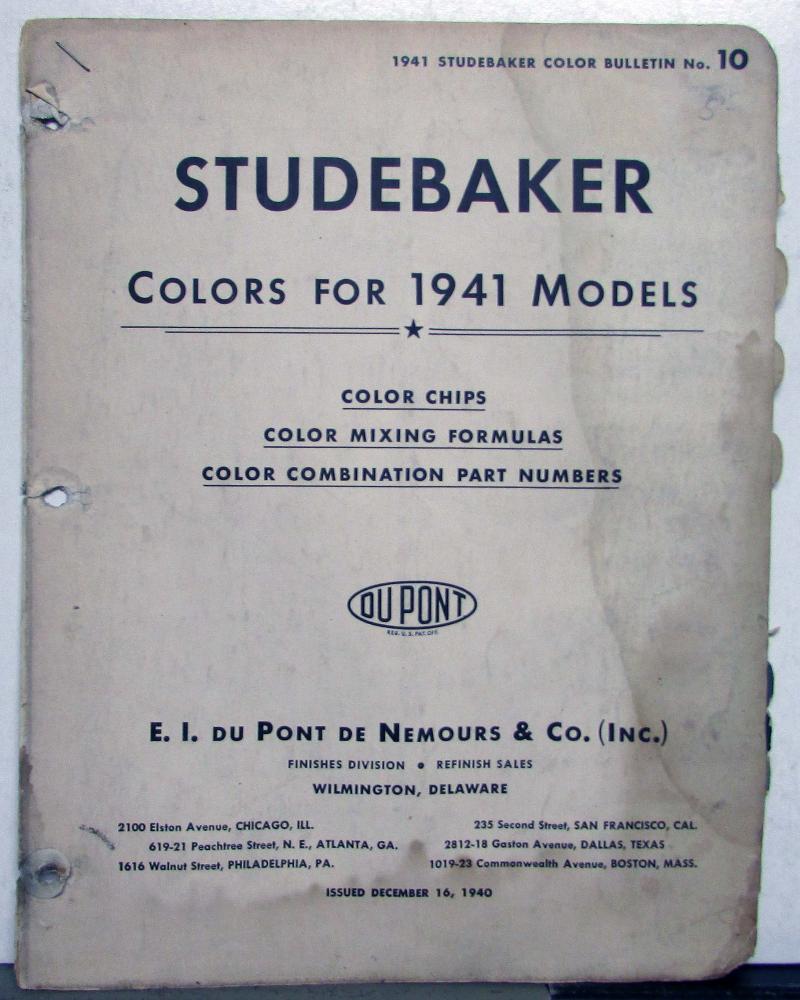 1941 STUDEBAKER COLOR BULLETIN No. 10
STUDEBAKER
COLORS FOR 1941 MODELS
COLOR CHIPS
COLOR MIXING FORMULAS
COLOR COMBINATION PART NUMBERS
DU PONT
REG. U. S. PAT. OFF.
E. I. DU PONT DE NEMOURS & CO. (INC.)
FINISHES DIVISION ● REFINISH SALES
WILMINGTON, DELAWARE
2100 Elston Avenue, CHICAGO, ILL. 235 Second Street, SAN FRANCISCO, CAL.
619-21 Peachtree Street, N. E., ATLANTA, GA. 2812-18 Gaston Avenue, DALLAS, TEXAS
1616 Walnut Street, PHILADELPHIA, PA. 1019-23 Commonwealth Avenue, BOSTON, MASS.
ISSUED DECEMBER 16, 1940